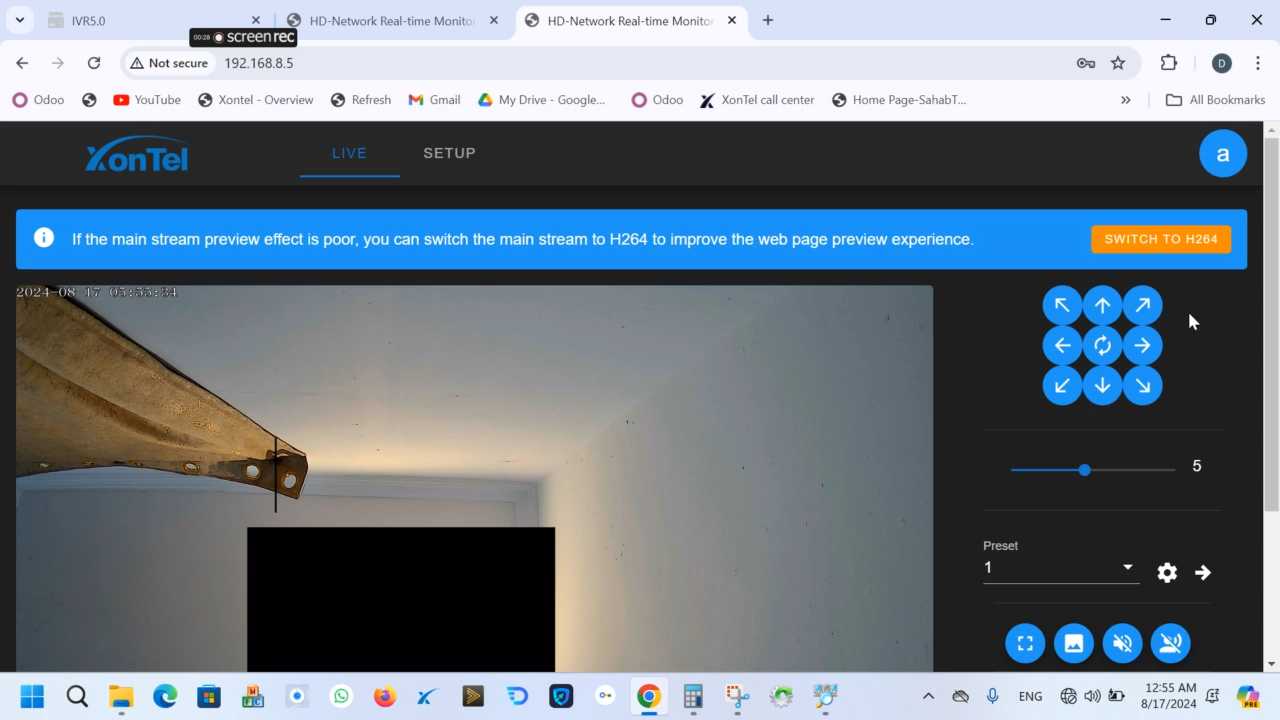 IVR5.0
HD-Network Real-time Monitor
HD-Network Real-time Monitor
00:28 screenrec
Not secure 192.168.8.5
D
Odoo YouTube Xontel - Overview Refresh Gmail My Drive - Google... Odoo XonTel call center Home Page-SahabT... » All Bookmarks
XonTel LIVE SETUP a
If the main stream preview effect is poor, you can switch the main stream to H264 to improve the web page preview experience. SWITCH TO H264
2024-08-17 05:55:34
5
Preset
1
ENG 12:55 AM
8/17/2024
PRE